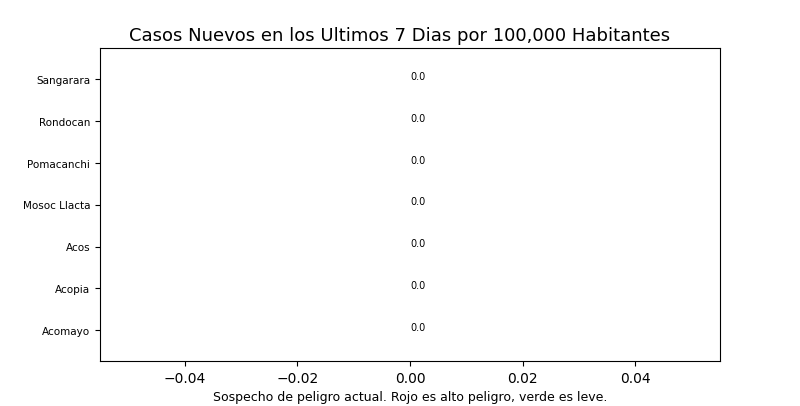 Casos Nuevos en los Ultimos 7 Dias por 100,000 Habitantes
Sangarara 0.0
Rondocan 0.0
Pomacanchi 0.0
Mosoc Llacta 0.0
Acos 0.0
Acopia 0.0
Acomayo 0.0
−0.04 −0.02 0.00 0.02 0.04
Sospecho de peligro actual. Rojo es alto peligro, verde es leve.